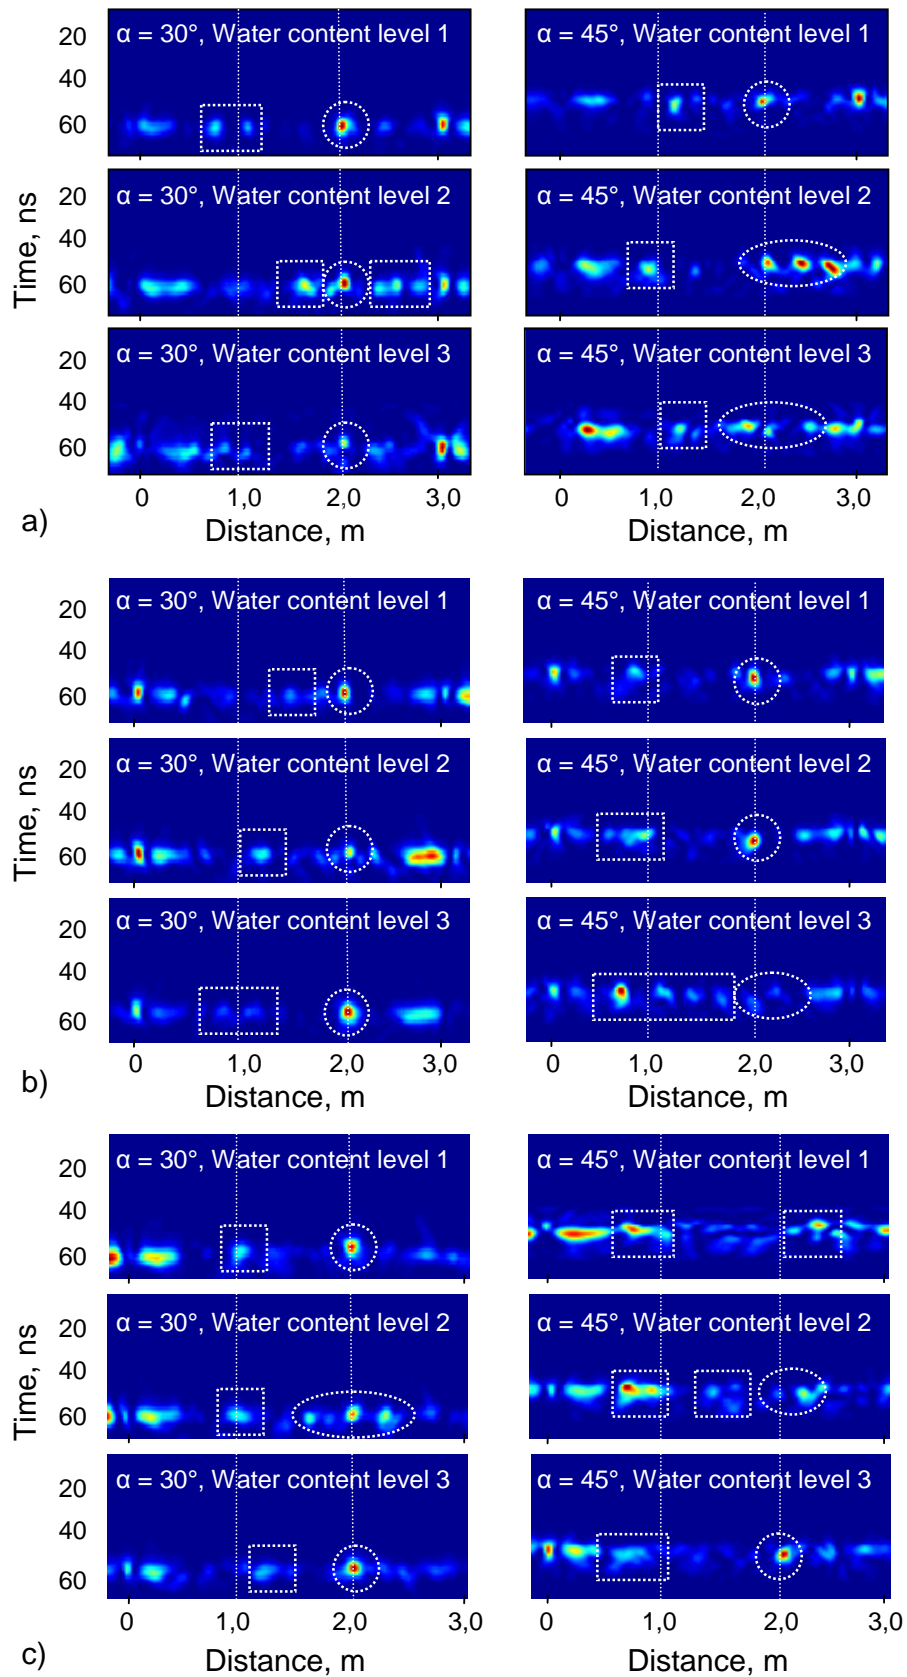 α = 30°, Water content level 1
α = 45°, Water content level 1
20
40
60
α = 30°, Water content level 2
α = 45°, Water content level 2
20
40
60
Time, ns
α = 30°, Water content level 3
α = 45°, Water content level 3
20
40
60
0 1,0 2,0 3,0
0 1,0 2,0 3,0
a)
Distance, m
Distance, m
α = 30°, Water content level 1
α = 45°, Water content level 1
20
40
60
α = 30°, Water content level 2
α = 45°, Water content level 2
20
40
60
Time, ns
α = 30°, Water content level 3
α = 45°, Water content level 3
20
40
60
0 1,0 2,0 3,0
0 1,0 2,0 3,0
b)
Distance, m
Distance, m
α = 30°, Water content level 1
α = 45°, Water content level 1
20
40
60
α = 30°, Water content level 2
α = 45°, Water content level 2
20
40
60
Time, ns
α = 30°, Water content level 3
α = 45°, Water content level 3
20
40
60
0 1,0 2,0 3,0
0 1,0 2,0 3,0
c)
Distance, m
Distance, m